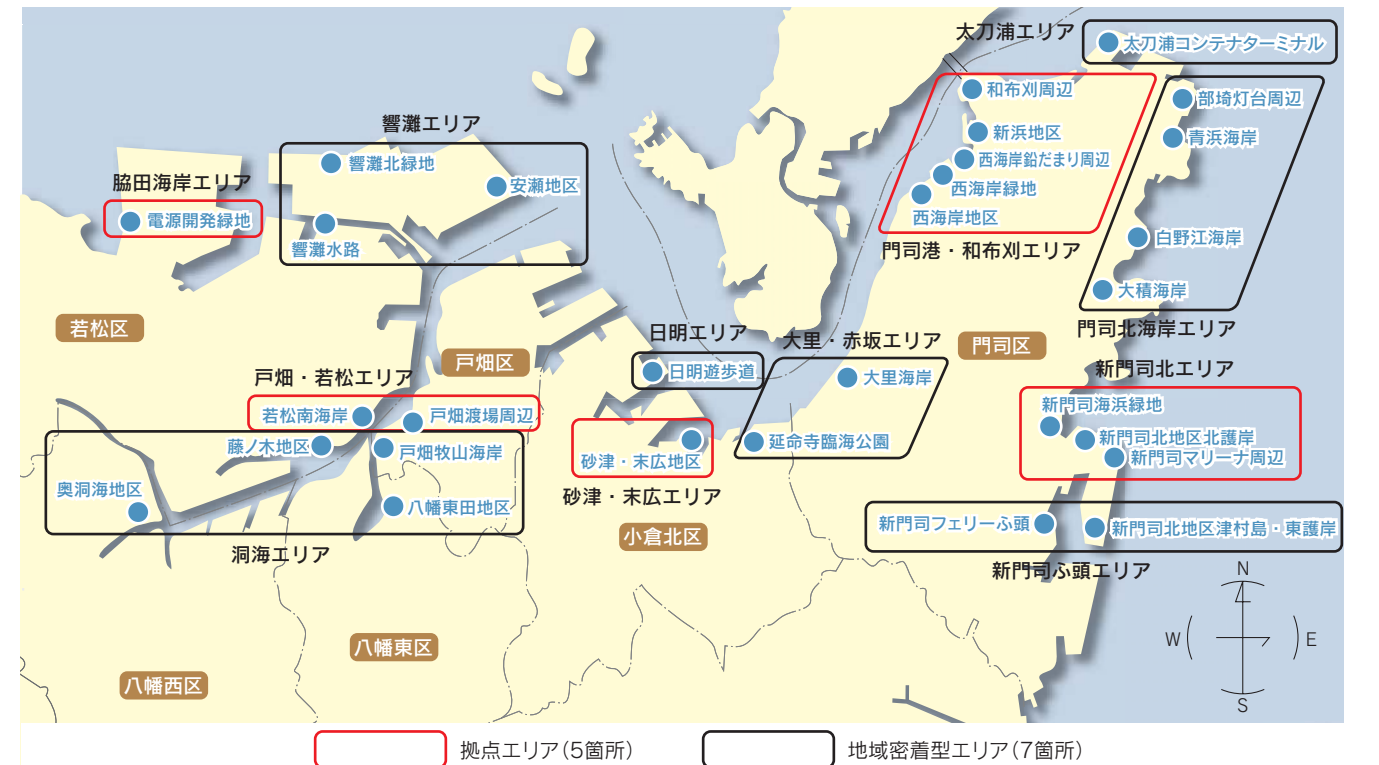 太刀浦エリア
太刀浦コンテナターミナル
和布刈周辺
部埼灯台周辺
響灘エリア
新浜地区
青浜海岸
響灘北緑地
西海岸鉛だまり周辺
脇田海岸エリア
安瀬地区
西海岸緑地
電源開発緑地
西海岸地区
響灘水路
門司港・和布刈エリア
白野江海岸
大積海岸
若松区
日明エリア
大里・赤坂エリア
門司区
門司北海岸エリア
戸畑区
日明遊歩道
大里海岸
新門司北エリア
戸畑・若松エリア
新門司海浜緑地
若松南海岸
戸畑渡場周辺
新門司北地区北護岸
藤ノ木地区
戸畑牧山海岸
砂津・末広地区
延命寺臨海公園
新門司マリーナ周辺
奥洞海地区
八幡東田地区
砂津・末広エリア
新門司フェリーふ頭
新門司北地区津村島・東護岸
洞海エリア
小倉北区
新門司ふ頭エリア
N
W
E
S
八幡東区
八幡西区
拠点エリア(5箇所)
地域密着型エリア(7箇所)